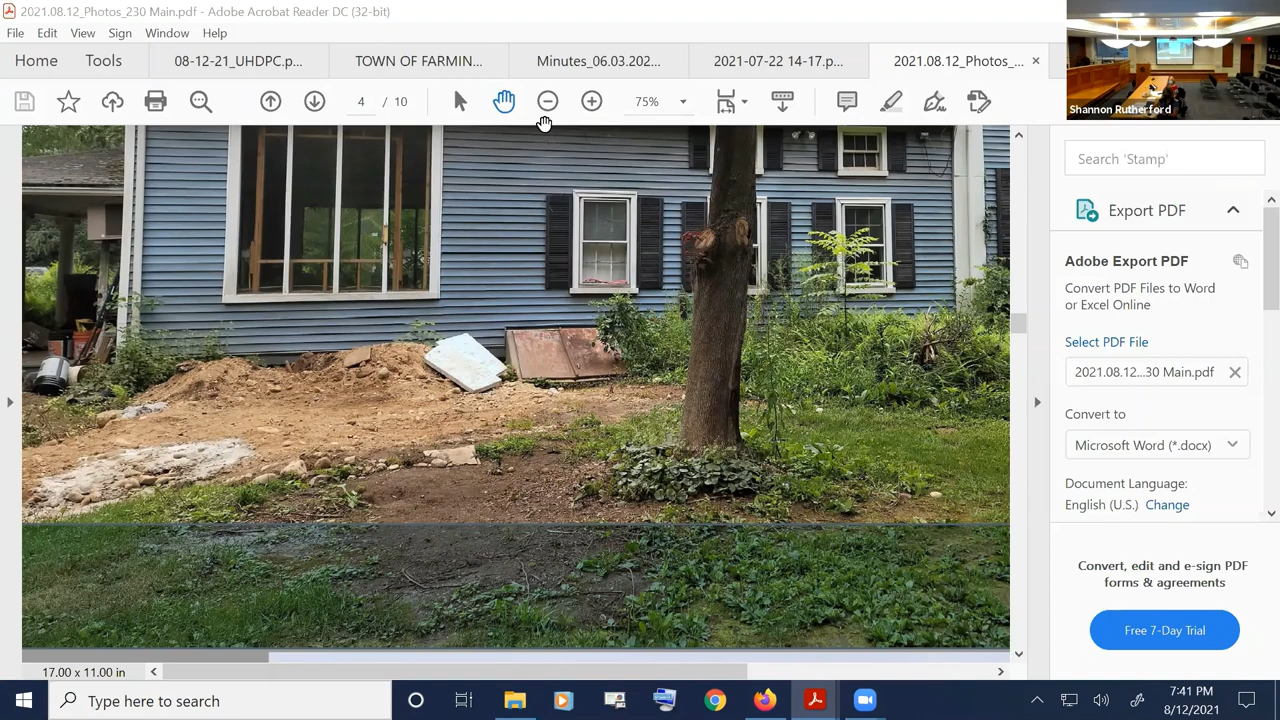 2021.08.12_Photos_230 Main.pdf - Adobe Acrobat Reader DC (32-bit)
File Edit View Sign Window Help
Home Tools 08-12-21_UHDPC.p... TOWN OF FARMIN... Minutes_06.03.202... 2021-07-22 14-17.p... 2021.08.12_Photos_... ×
4 / 10 75%
Shannon Rutherford
Search 'Stamp'
Export PDF
Adobe Export PDF
Convert PDF Files to Word
or Excel Online
Select PDF File
2021.08.12...30 Main.pdf
Convert to
Microsoft Word (*.docx)
Document Language:
English (U.S.) Change
Convert, edit and e-sign PDF
forms & agreements
Free 7-Day Trial
17.00 x 11.00 in
Type here to search
7:41 PM
8/12/2021